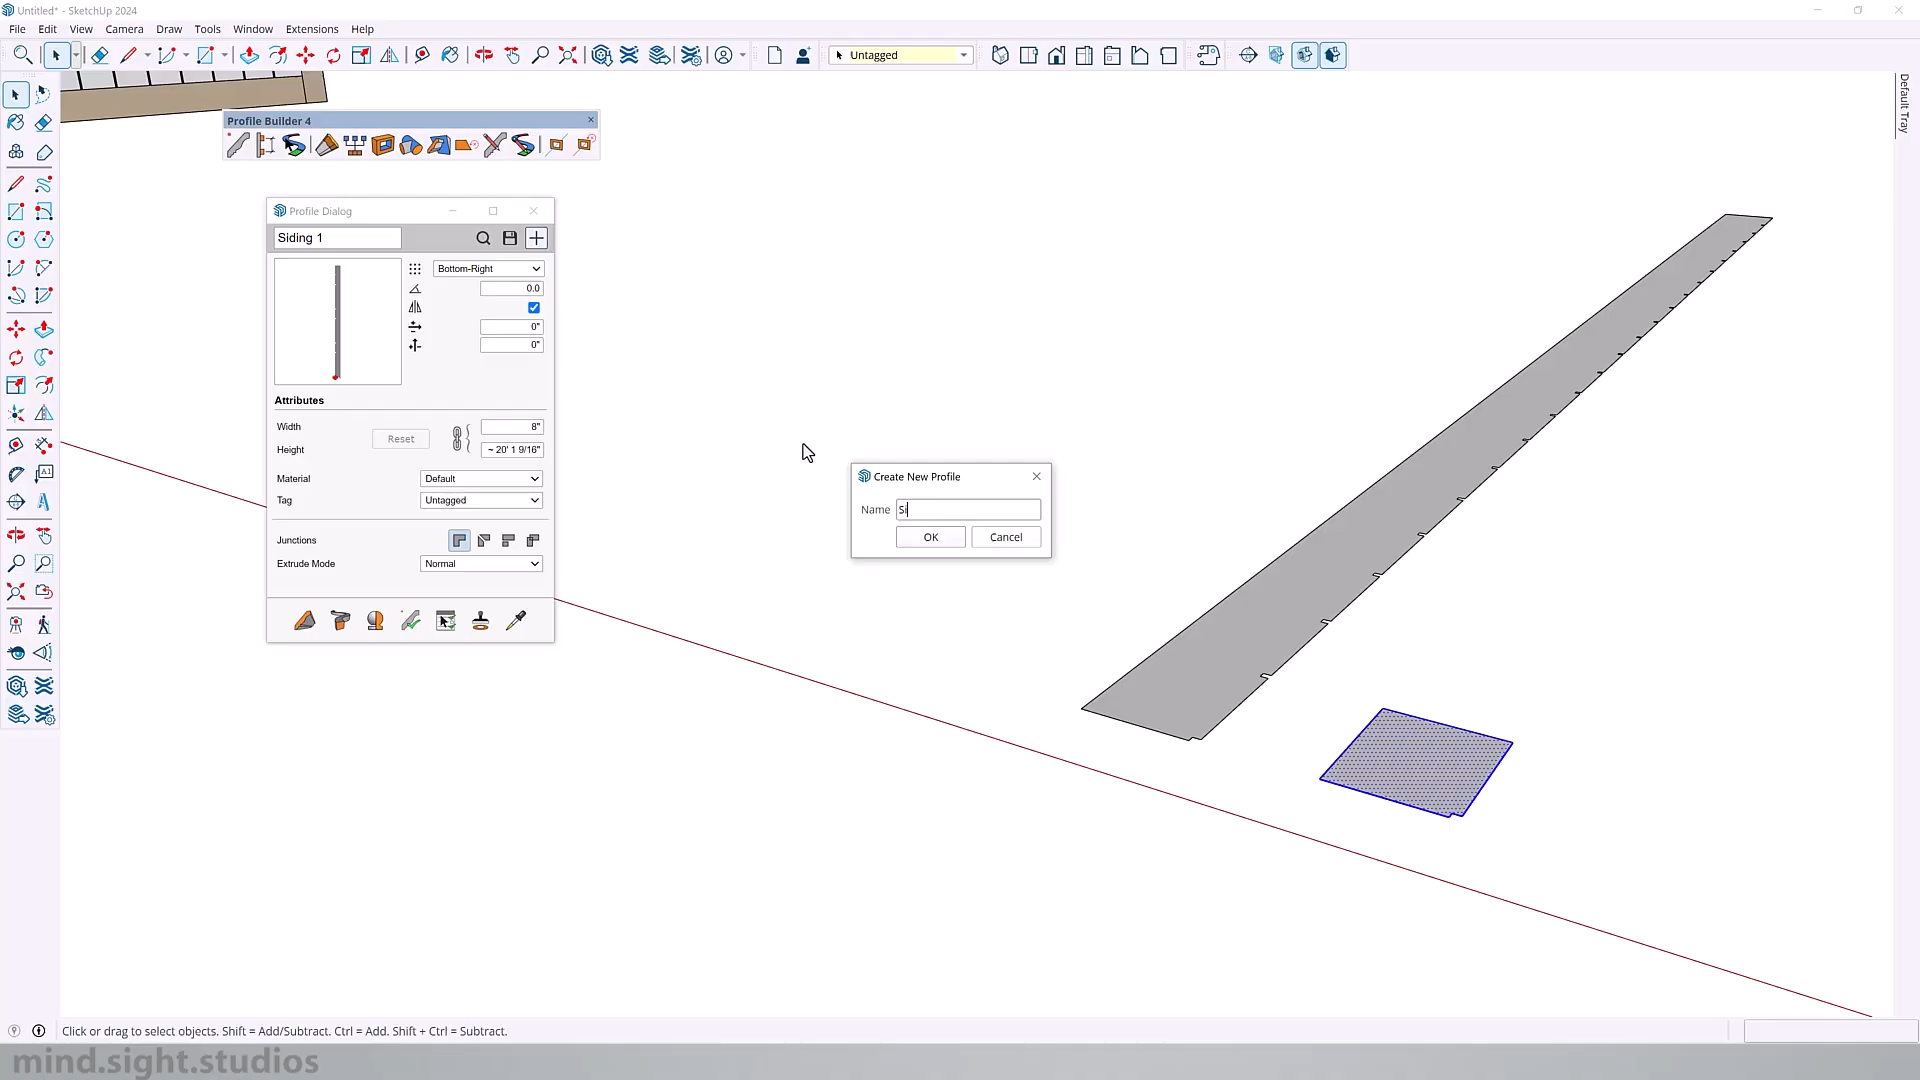 Untitled* - SketchUp 2024
File Edit View Camera Draw Tools Window Extensions Help
Untagged
Default Tray
Profile Builder 4
Profile Dialog
Siding 1
Bottom-Right
0.0
0"
0"
Attributes
Width 8"
Reset
Height ~ 20' 1 9/16"
Material Default
Tag Untagged
Junctions
Extrude Mode Normal
Create New Profile
Name Si
OK Cancel
A1
Click or drag to select objects. Shift = Add/Subtract. Ctrl = Add. Shift + Ctrl = Subtract.
mind.sight.studios